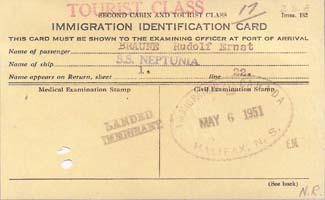 TOURIST CLASS
SECOND CABIN AND TOURIST CLASS 17
IMMIGRATION IDENTIFICATION CARD
THIS CARD MUST BE SHOWN TO THE EXAMINING OFFICER AT PORT OF ARRIVAL
Name of passenger BRAUNE Rudolf Ernst
Name of ship S.S. NEPTUNIA
Name appears on Return, sheet 1. line 22.
Medical Examination Stamp Civil Examination Stamp
LANDED
IMMIGRANT
MAY 6 1951
HALIFAX, N. S.
(See back)
N.R.